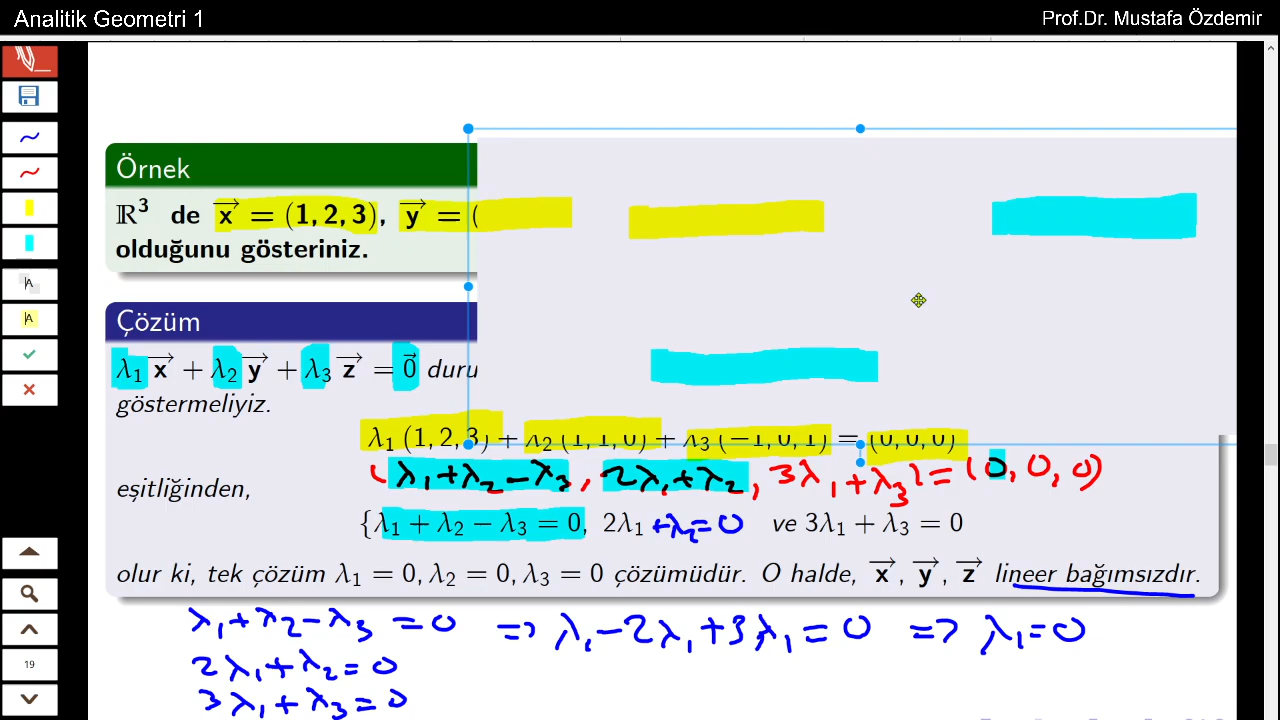 Analitik Geometri 1
Prof.Dr. Mustafa Özdemir
Örnek
ℝ³ de x⃗ = (1, 2, 3), y⃗ = (
olduğunu gösteriniz.
Çözüm
λ₁ x⃗ + λ₂ y⃗ + λ₃ z⃗ = 0⃗ duru
göstermeliyiz.
λ₁ (1, 2, 3) + λ₂ (1, 1, 0) + λ₃ (−1, 0, 1) = (0, 0, 0)
(λ₁+λ₂−λ₃, 2λ₁+λ₂, 3λ₁+λ₃) = (0, 0, 0)
eşitliğinden,
{λ₁ + λ₂ − λ₃ = 0, 2λ₁ +λ₂=0 ve 3λ₁ + λ₃ = 0
olur ki, tek çözüm λ₁ = 0, λ₂ = 0, λ₃ = 0 çözümüdür. O halde, x⃗, y⃗, z⃗ lineer bağımsızdır.
λ₁+λ₂−λ₃ = 0 => λ₁−2λ₁+3λ₁ = 0 => λ₁=0
2λ₁+λ₂=0
3λ₁+λ₃=0
19